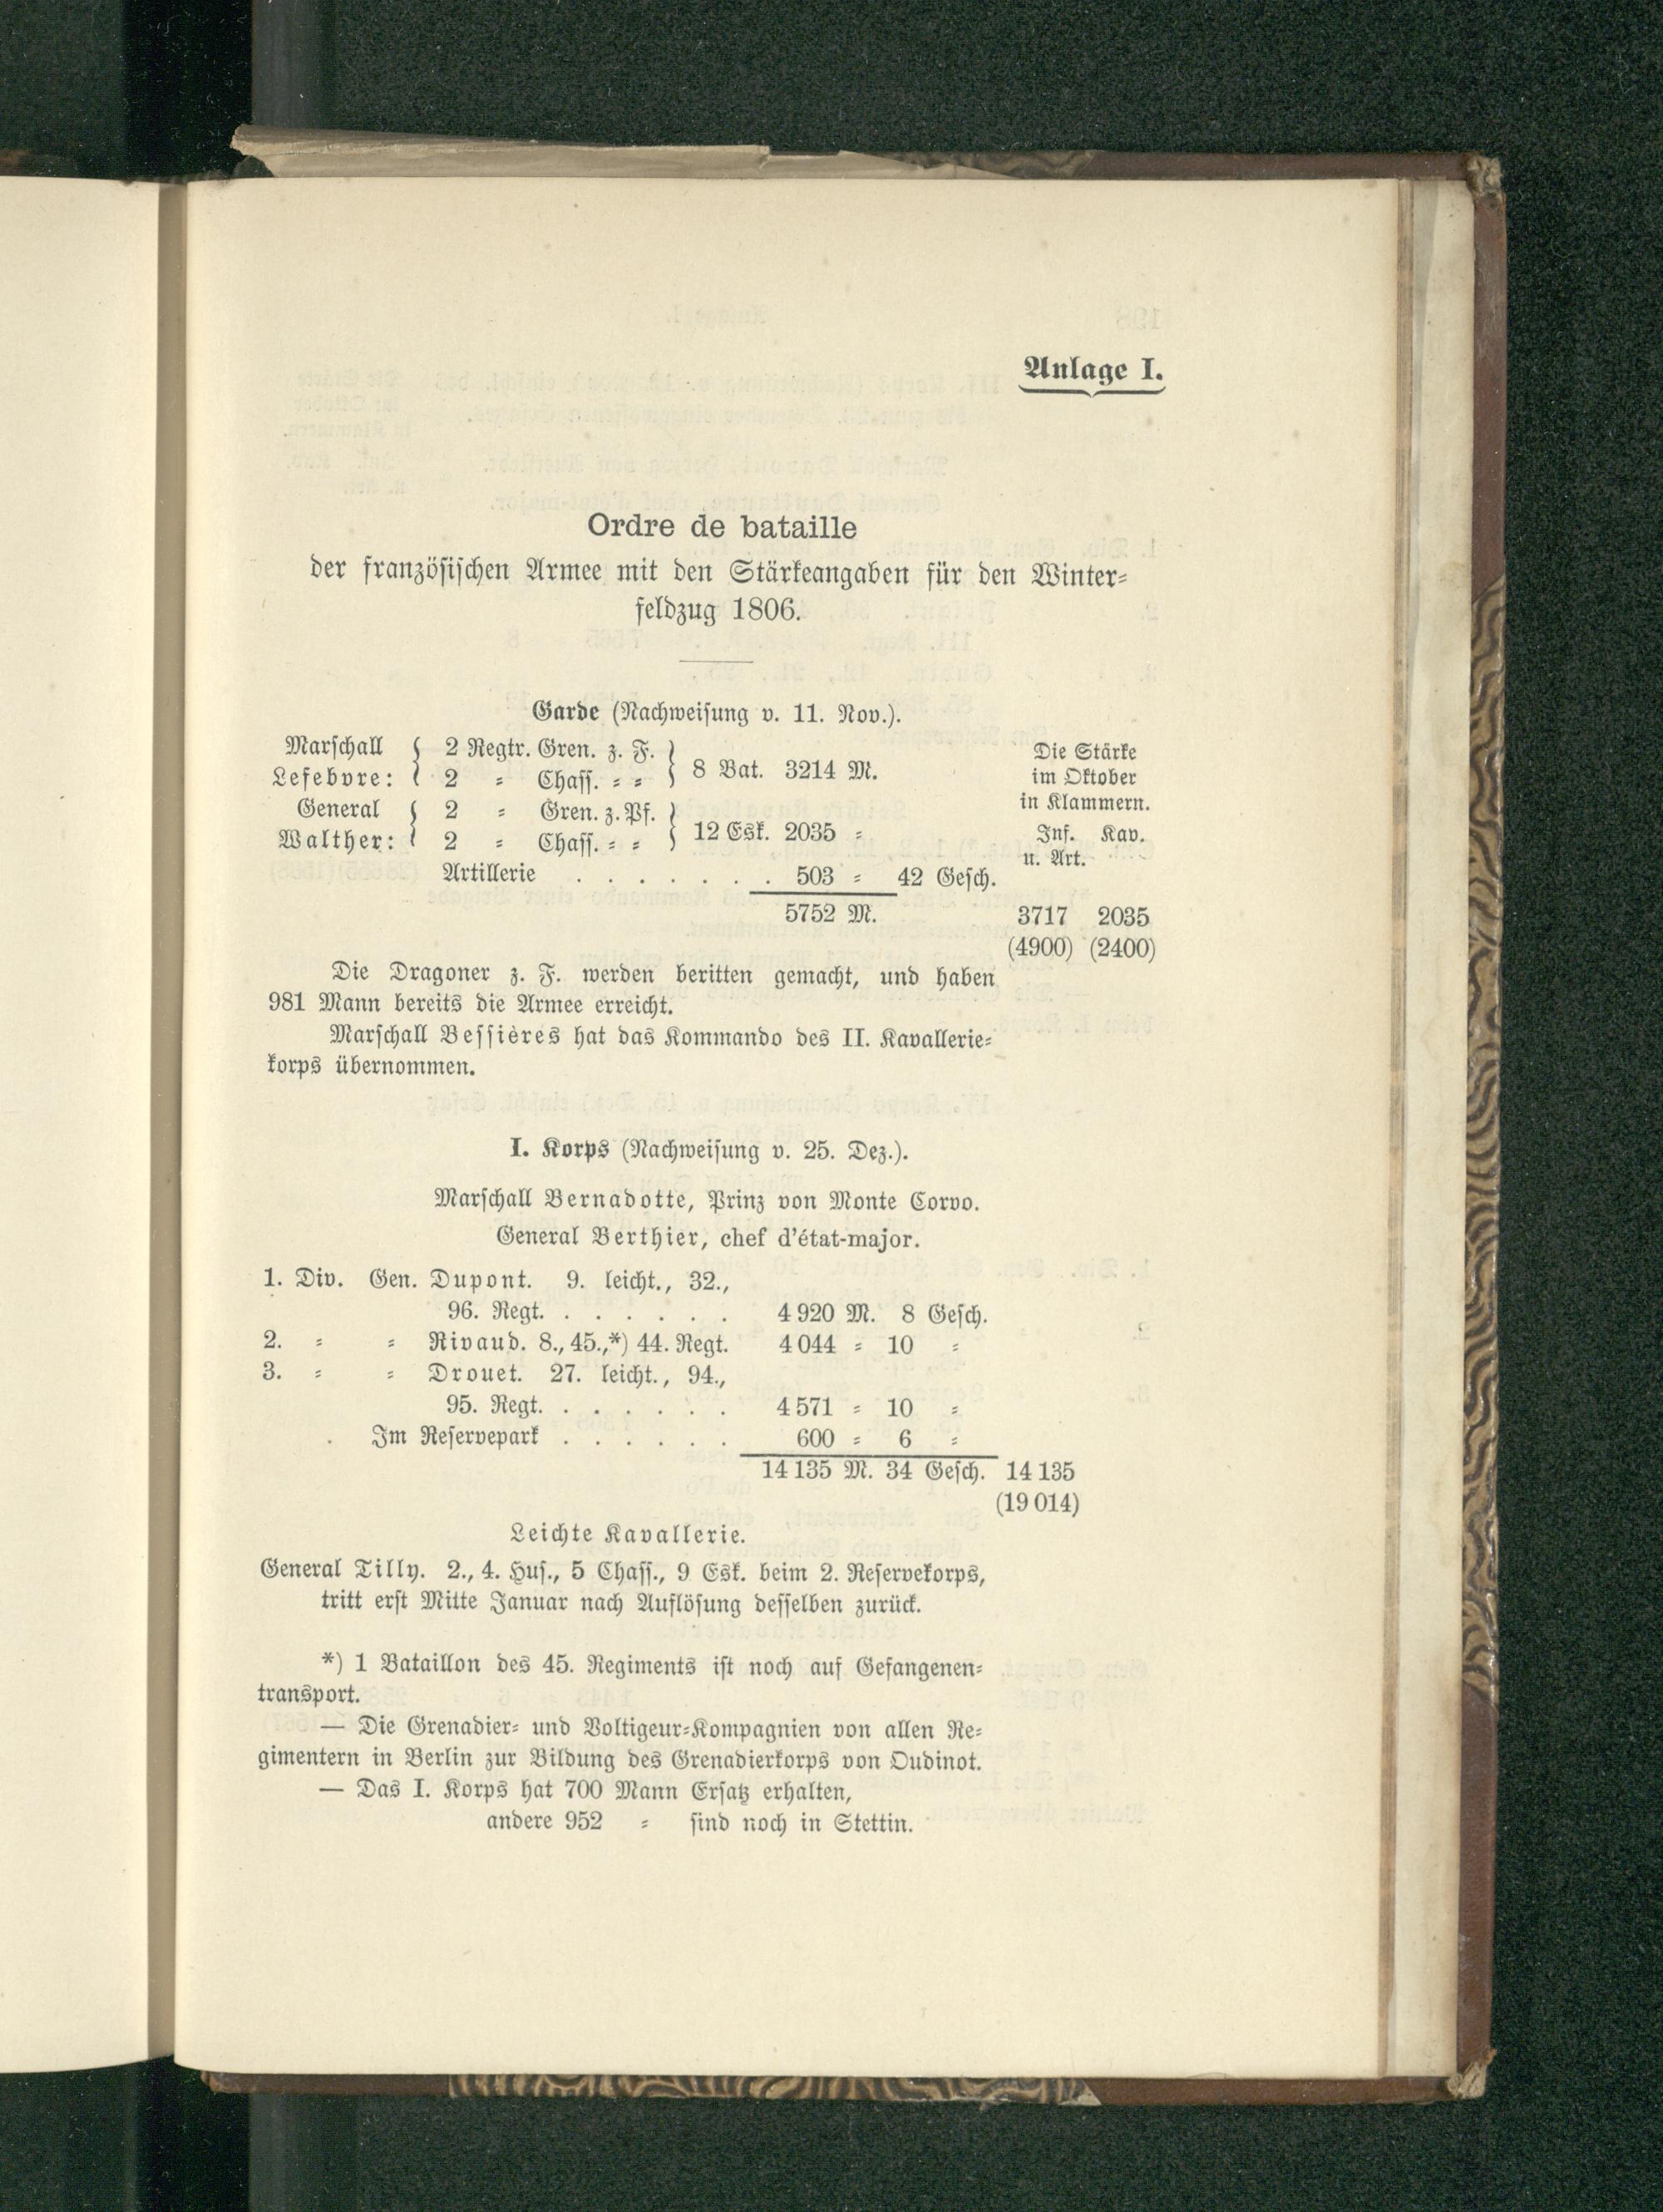 Anlage I.
Ordre de bataille
der französischen Armee mit den Stärkeangaben für den Winter-
feldzug 1806.
Garde (Nachweisung v. 11. Nov.).
Marschall { 2 Regtr. Gren. z. F. } 8 Bat. 3214 M.
Lefebvre: 2 = Chass. = =
General { 2 = Gren. z. Pf. } 12 Esk. 2035 =
Walther: 2 = Chass. = =
Artillerie . . . . . . . 503 = 42 Gesch.
5752 M.
Die Stärke
im Oktober
in Klammern.
Inf. Kav.
u. Art.
3717 2035
(4900) (2400)
Die Dragoner z. F. werden beritten gemacht, und haben
981 Mann bereits die Armee erreicht.
Marschall Bessières hat das Kommando des II. Kavallerie-
korps übernommen.
I. Korps (Nachweisung v. 25. Dez.).
Marschall Bernadotte, Prinz von Monte Corvo.
General Berthier, chef d'état-major.
1. Div. Gen. Dupont. 9. leicht., 32.,
96. Regt. . . . . . . 4 920 M. 8 Gesch.
2. = = Rivaud. 8., 45.,*) 44. Regt. 4 044 = 10 =
3. = = Drouet. 27. leicht., 94.,
95. Regt. . . . . . . 4 571 = 10 =
Im Reservepark . . . . . . 600 = 6 =
14 135 M. 34 Gesch. 14 135
(19 014)
Leichte Kavallerie.
General Tilly. 2., 4. Hus., 5 Chass., 9 Esk. beim 2. Reservekorps,
tritt erst Mitte Januar nach Auflösung desselben zurück.
*) 1 Bataillon des 45. Regiments ist noch auf Gefangenen-
transport.
— Die Grenadier- und Voltigeur-Kompagnien von allen Re-
gimentern in Berlin zur Bildung des Grenadierkorps von Oudinot.
— Das I. Korps hat 700 Mann Ersatz erhalten,
andere 952 = sind noch in Stettin.